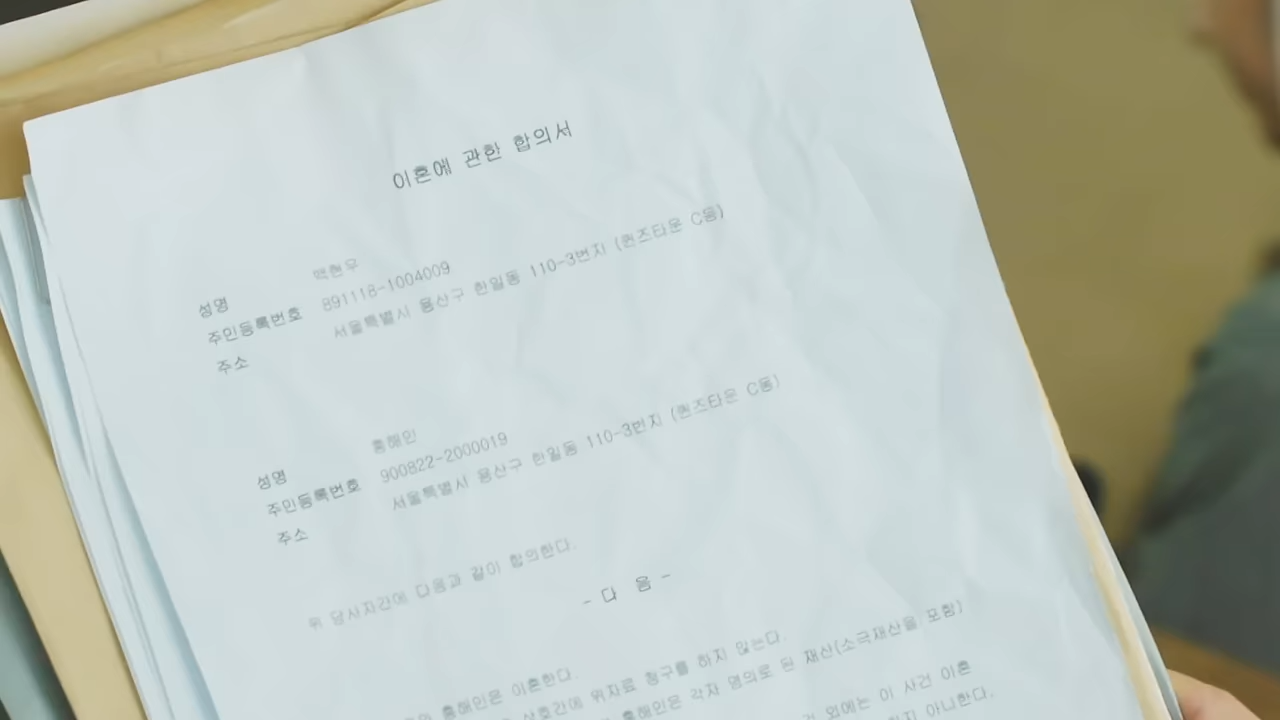 이혼에 관한 합의서
성명 백현우
주민등록번호 891118-1004009
주소 서울특별시 용산구 한일동 110-3번지 (퀸즈타운 C동)
성명 홍해인
주민등록번호 900822-2000019
주소 서울특별시 용산구 한일동 110-3번지 (퀸즈타운 C동)
위 당사자간에 다음과 같이 합의한다.
- 다 음 -
홍해인은 이혼한다.
상호간에 위자료 청구를 하지 않는다.
홍해인은 각자 명의로 된 재산(소극재산을 포함)
외에는 이 사건 이혼
하지 아니한다.